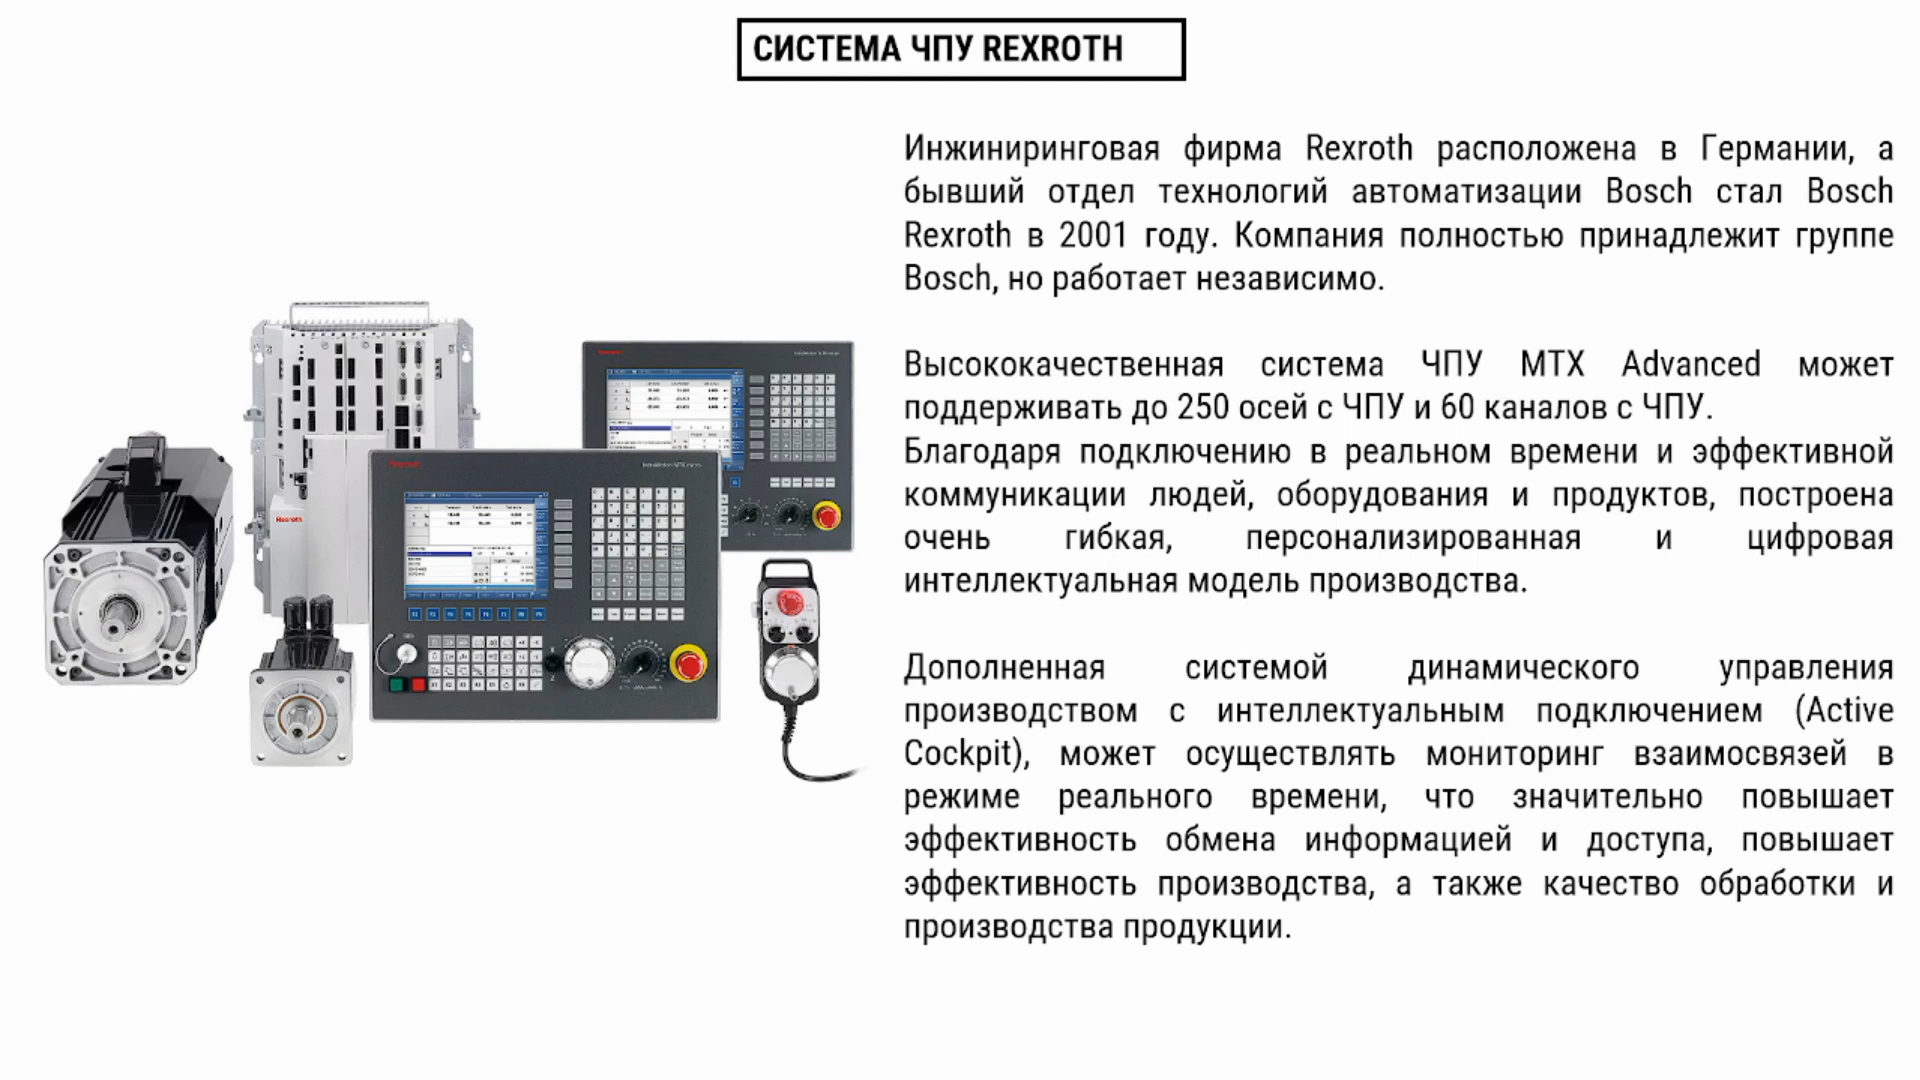 СИСТЕМА ЧПУ REXROTH
Инжиниринговая фирма Rexroth расположена в Германии, а
бывший отдел технологий автоматизации Bosch стал Bosch
Rexroth в 2001 году. Компания полностью принадлежит группе
Bosch, но работает независимо.
Высококачественная система ЧПУ MTX Advanced может
поддерживать до 250 осей с ЧПУ и 60 каналов с ЧПУ.
Благодаря подключению в реальном времени и эффективной
коммуникации людей, оборудования и продуктов, построена
очень гибкая, персонализированная и цифровая
интеллектуальная модель производства.
Дополненная системой динамического управления
производством с интеллектуальным подключением (Active
Cockpit), может осуществлять мониторинг взаимосвязей в
режиме реального времени, что значительно повышает
эффективность обмена информацией и доступа, повышает
эффективность производства, а также качество обработки и
производства продукции.
Rexroth